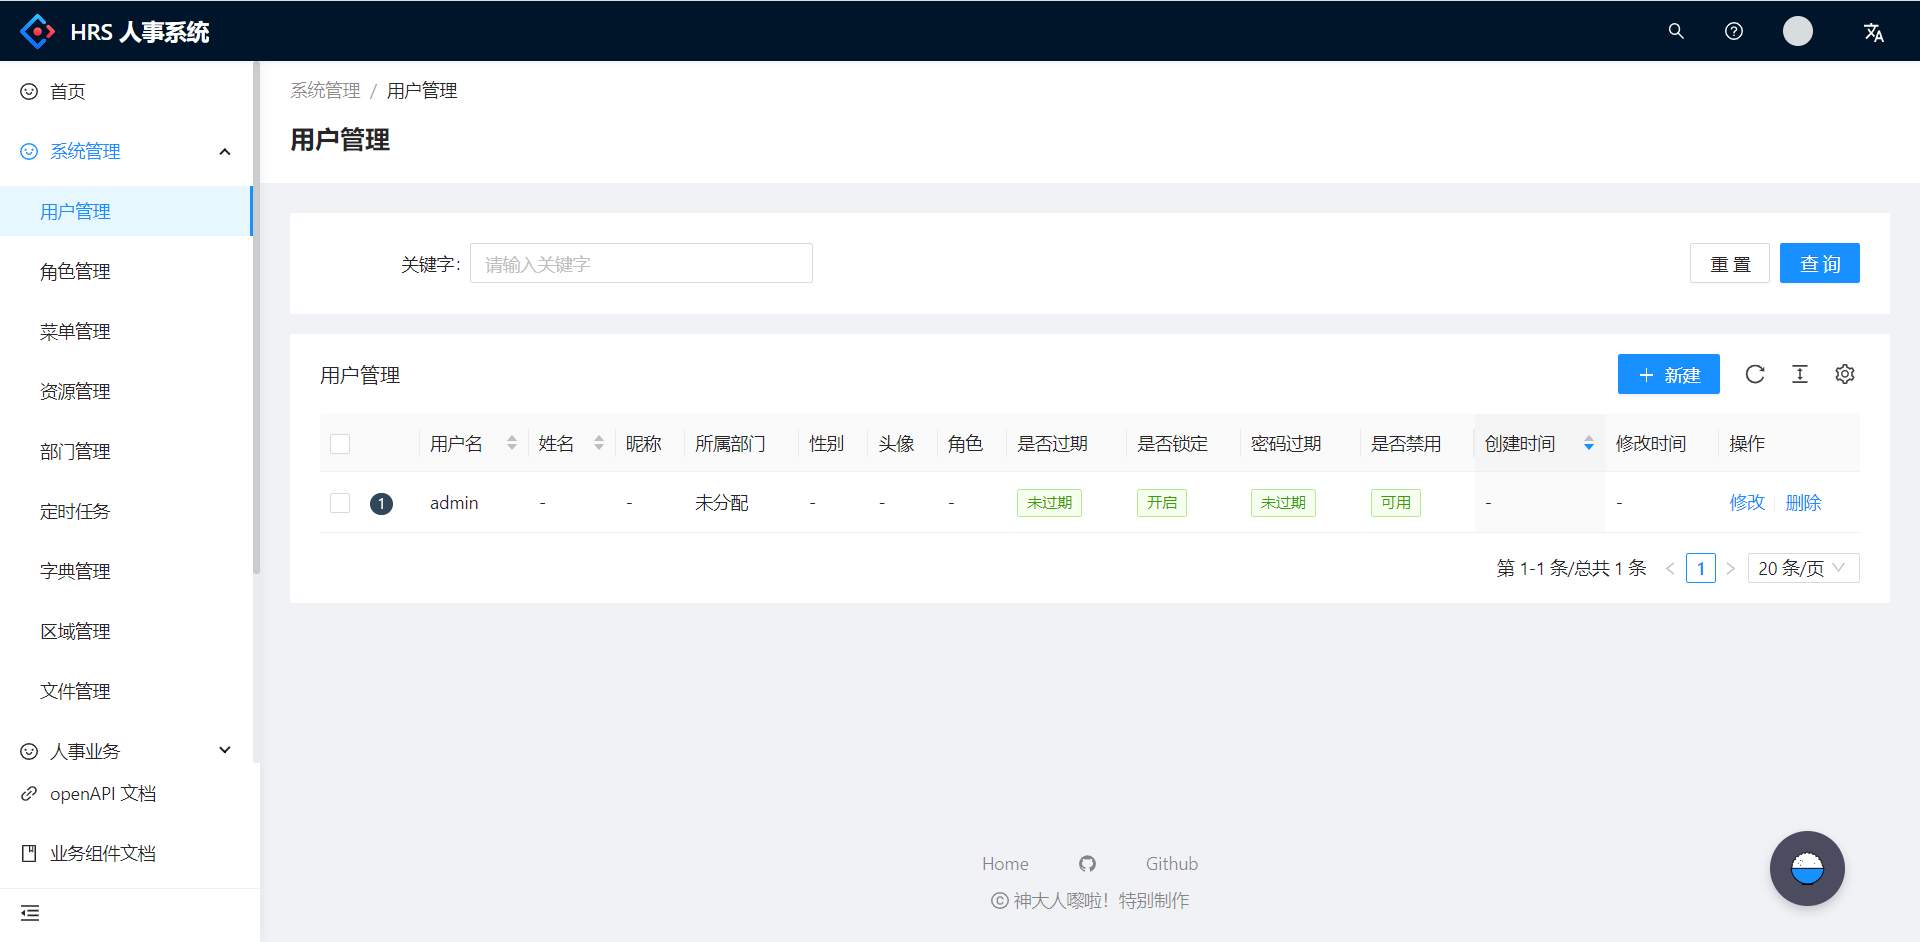 HRS 人事系统
首页
系统管理
用户管理
角色管理
菜单管理
资源管理
部门管理
定时任务
字典管理
区域管理
文件管理
人事业务
openAPI 文档
业务组件文档
系统管理 / 用户管理
用户管理
关键字: 请输入关键字 重 置 查 询
用户管理 新建
用户名 姓名 昵称 所属部门 性别 头像 角色 是否过期 是否锁定 密码过期 是否禁用 创建时间 修改时间 操作
1 admin - - 未分配 - - - 未过期 开启 未过期 可用 - - 修改 删除
第 1-1 条/总共 1 条 < 1 > 20 条/页
Home Github
© 神大人嚟啦！特别制作